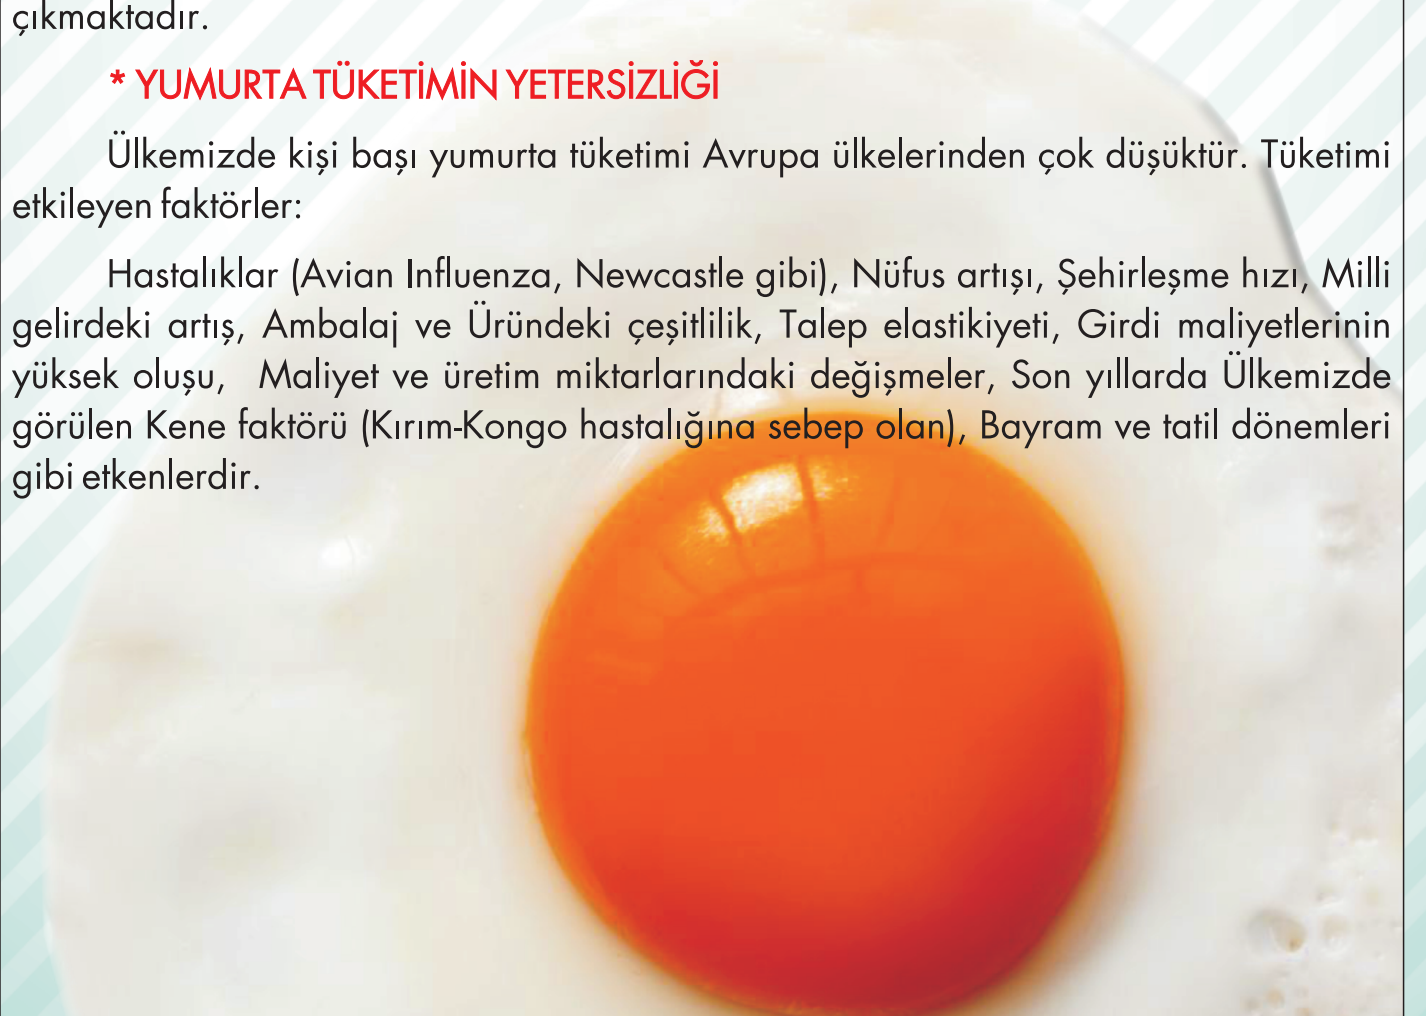 çıkmaktadır.
* YUMURTA TÜKETİMİN YETERSİZLİĞİ
Ülkemizde kişi başı yumurta tüketimi Avrupa ülkelerinden çok düşüktür. Tüketimi
etkileyen faktörler:
Hastalıklar (Avian Influenza, Newcastle gibi), Nüfus artışı, Şehirleşme hızı, Milli
gelirdeki artış, Ambalaj ve Üründeki çeşitlilik, Talep elastikiyeti, Girdi maliyetlerinin
yüksek oluşu, Maliyet ve üretim miktarlarındaki değişmeler, Son yıllarda Ülkemizde
görülen Kene faktörü (Kırım-Kongo hastalığına sebep olan), Bayram ve tatil dönemleri
gibi etkenlerdir.